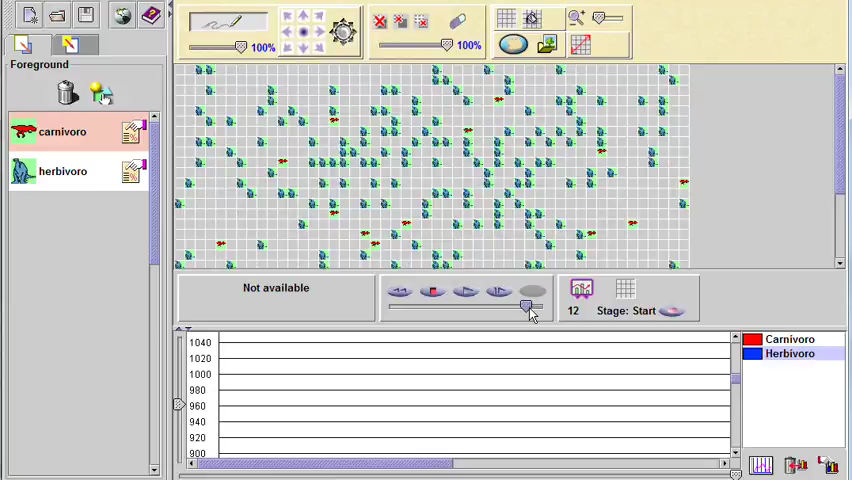 100%
100%
Foreground
carnivoro
herbivoro
Not available
12 Stage: Start
1040
1020
1000
980
960
940
920
900
Carnivoro
Herbivoro